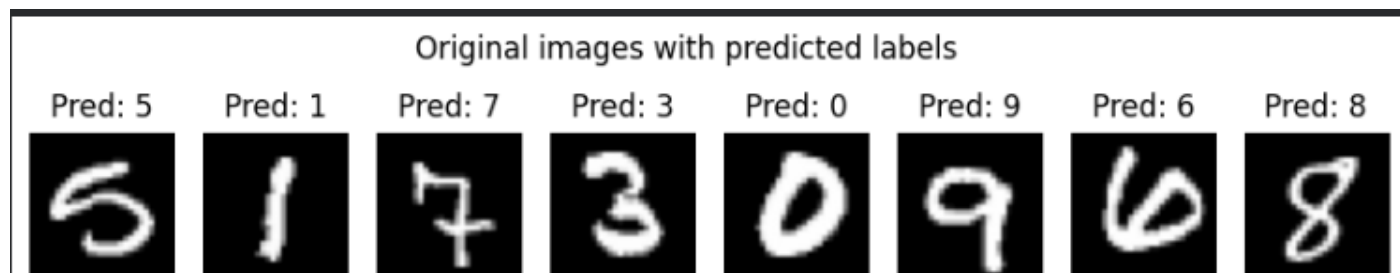 Original images with predicted labels
Pred: 5 Pred: 1 Pred: 7 Pred: 3 Pred: 0 Pred: 9 Pred: 6 Pred: 8
5 1 7 3 0 9 6 8